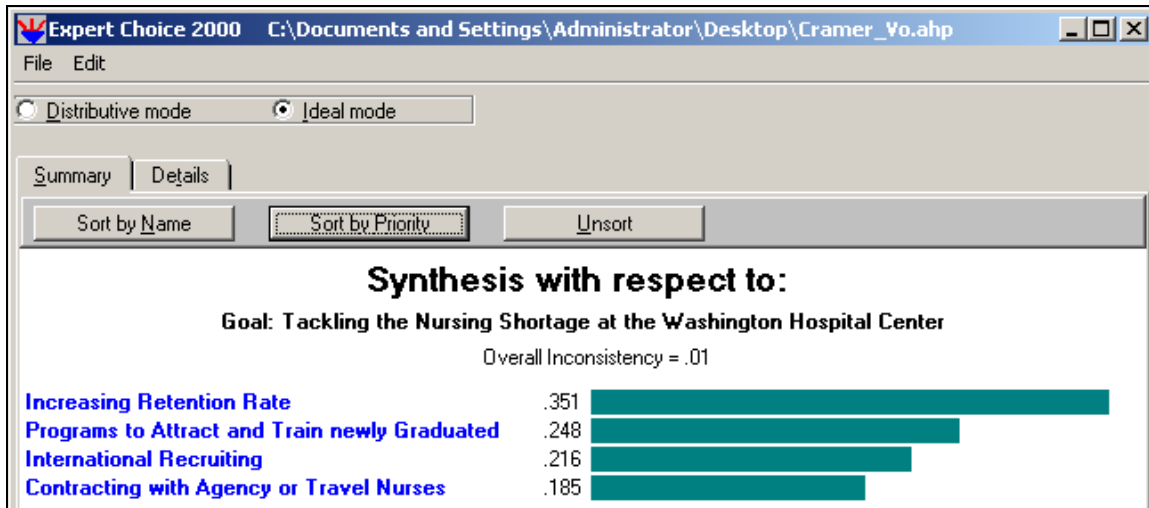 Expert Choice 2000 C:\Documents and Settings\Administrator\Desktop\Cramer_Vo.ahp
File Edit
Distributive mode Ideal mode
Summary Details
Sort by Name Sort by Priority Unsort
Synthesis with respect to:
Goal: Tackling the Nursing Shortage at the Washington Hospital Center
Overall Inconsistency = .01
Increasing Retention Rate .351
Programs to Attract and Train newly Graduated .248
International Recruiting .216
Contracting with Agency or Travel Nurses .185